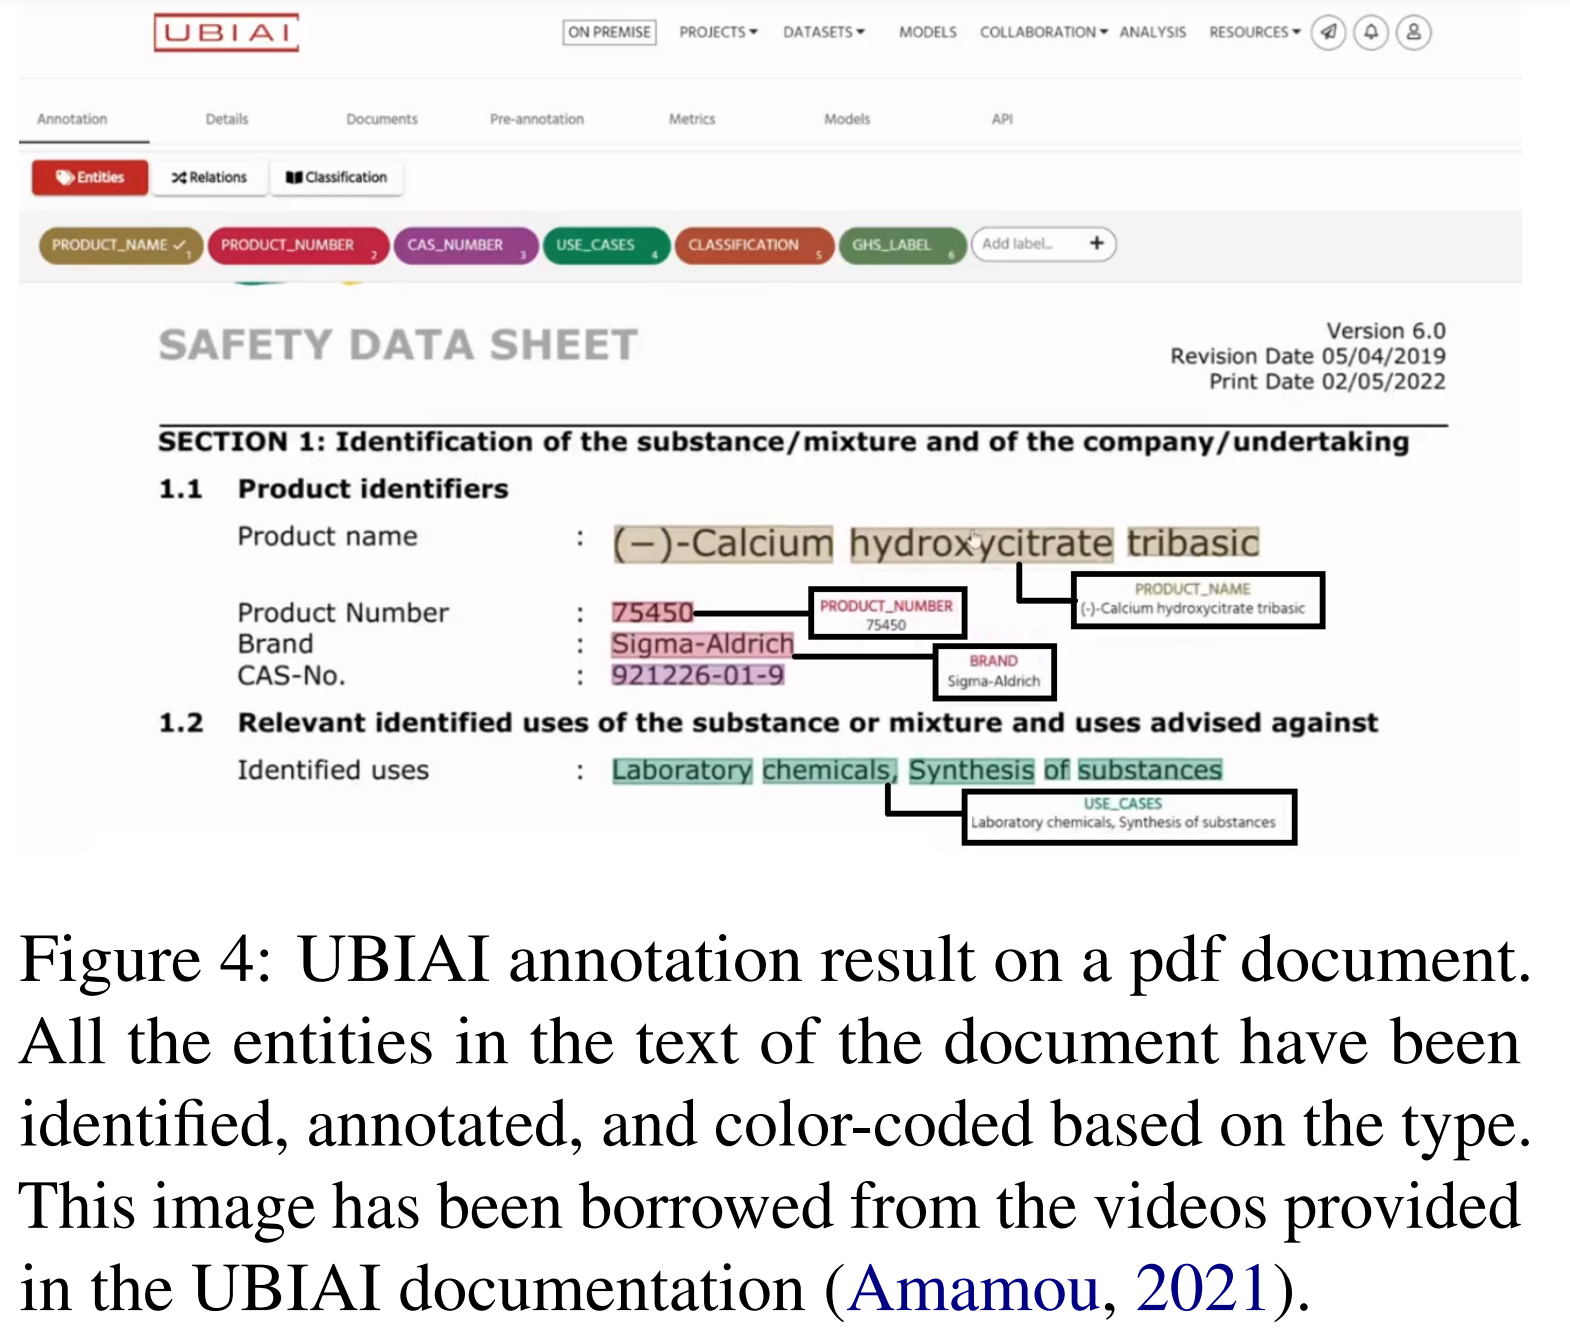 UBIAI
ON PREMISE PROJECTS DATASETS MODELS COLLABORATION ANALYSIS RESOURCES
Annotation Details Documents Pre-annotation Metrics Models API
Entities Relations Classification
PRODUCT_NAME 1 PRODUCT_NUMBER 2 CAS_NUMBER 3 USE_CASES 4 CLASSIFICATION 5 GHS_LABEL 6 Add label... +
SAFETY DATA SHEET
Version 6.0
Revision Date 05/04/2019
Print Date 02/05/2022
SECTION 1: Identification of the substance/mixture and of the company/undertaking
1.1 Product identifiers
Product name : (−)-Calcium hydroxycitrate tribasic
PRODUCT_NAME
(-)-Calcium hydroxycitrate tribasic
Product Number : 75450
PRODUCT_NUMBER
75450
Brand : Sigma-Aldrich
BRAND
Sigma-Aldrich
CAS-No. : 921226-01-9
1.2 Relevant identified uses of the substance or mixture and uses advised against
Identified uses : Laboratory chemicals, Synthesis of substances
USE_CASES
Laboratory chemicals, Synthesis of substances
Figure 4: UBIAI annotation result on a pdf document.
All the entities in the text of the document have been
identified, annotated, and color-coded based on the type.
This image has been borrowed from the videos provided
in the UBIAI documentation (Amamou, 2021).